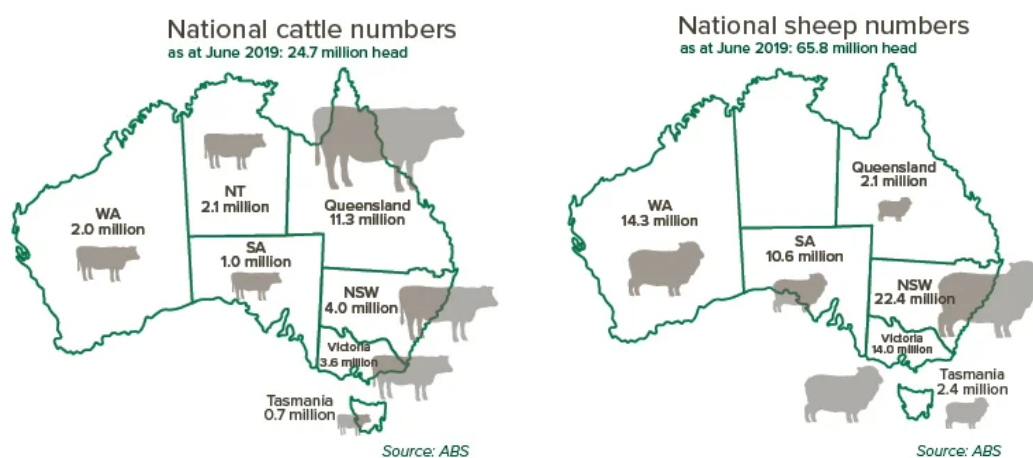 National cattle numbers
as at June 2019: 24.7 million head
NT
2.1 million
Queensland
11.3 million
WA
2.0 million
SA
1.0 million
NSW
4.0 million
Victoria
3.6 million
Tasmania
0.7 million
Source: ABS
National sheep numbers
as at June 2019: 65.8 million head
Queensland
2.1 million
WA
14.3 million
SA
10.6 million
NSW
22.4 million
Victoria
14.0 million
Tasmania
2.4 million
Source: ABS